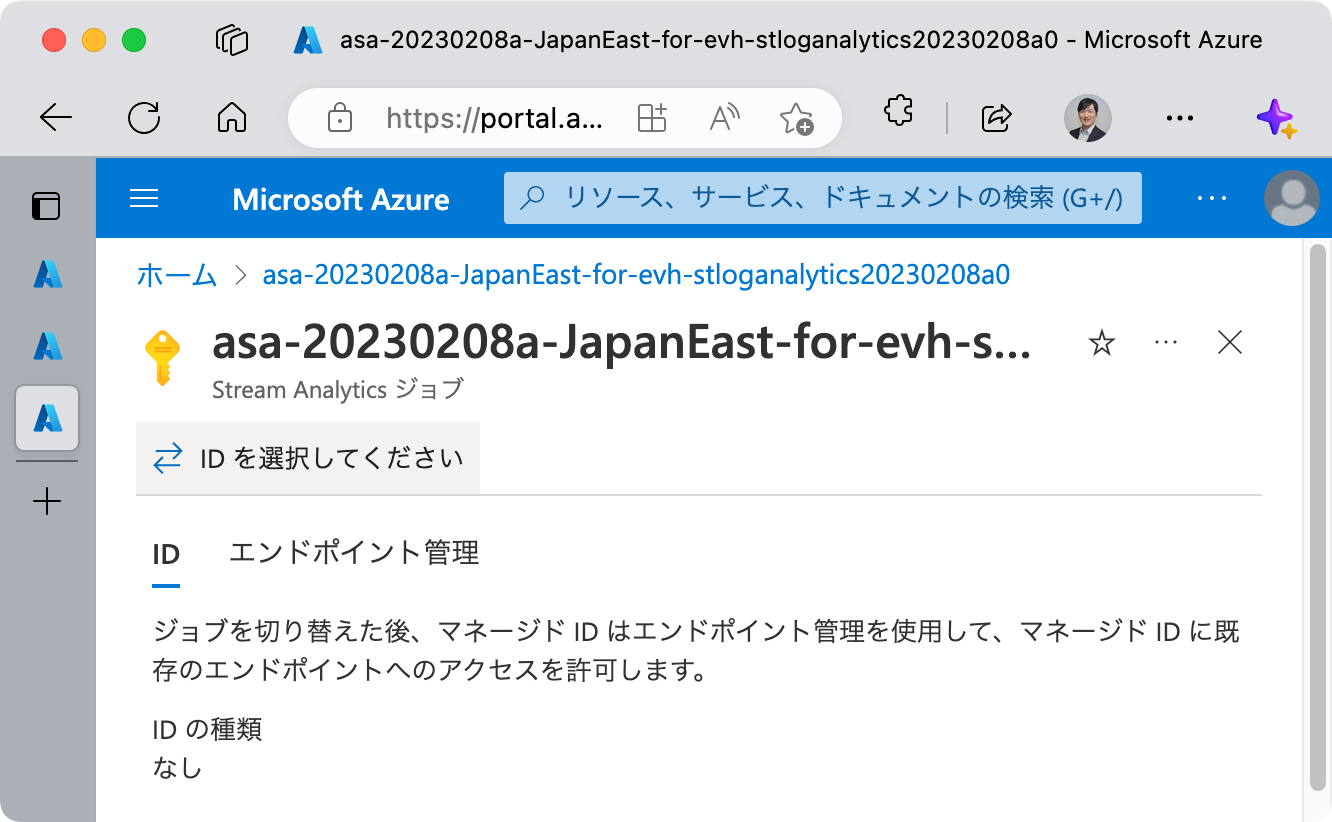 asa-20230208a-JapanEast-for-evh-stloganalytics20230208a0 - Microsoft Azure
https://portal.a...
Microsoft Azure
リソース、サービス、ドキュメントの検索 (G+/)
ホーム > asa-20230208a-JapanEast-for-evh-stloganalytics20230208a0
asa-20230208a-JapanEast-for-evh-s...
Stream Analytics ジョブ
ID を選択してください
ID エンドポイント管理
ジョブを切り替えた後、マネージド ID はエンドポイント管理を使用して、マネージド ID に既
存のエンドポイントへのアクセスを許可します。
ID の種類
なし